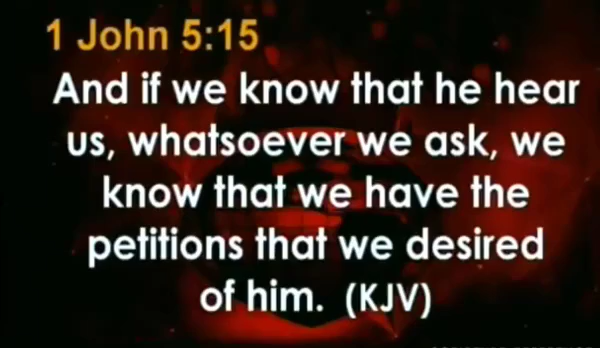 1 John 5:15
And if we know that he hear
us, whatsoever we ask, we
know that we have the
petitions that we desired
of him. (KJV)